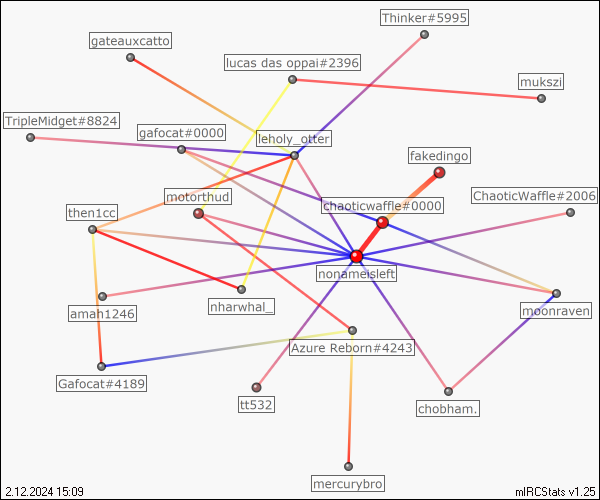 Thinker#5995
gateauxcatto
lucas das oppai#2396
mukszi
TripleMidget#8824
gafocat#0000
leholy_otter
fakedingo
motorthud
chaoticwaffle#0000
ChaoticWaffle#2006
then1cc
nonameisleft
amah1246
nharwhal_
moonraven
Azure Reborn#4243
Gafocat#4189
tt532
chobham.
mercurybro
2.12.2024 15:09
mIRCStats v1.25